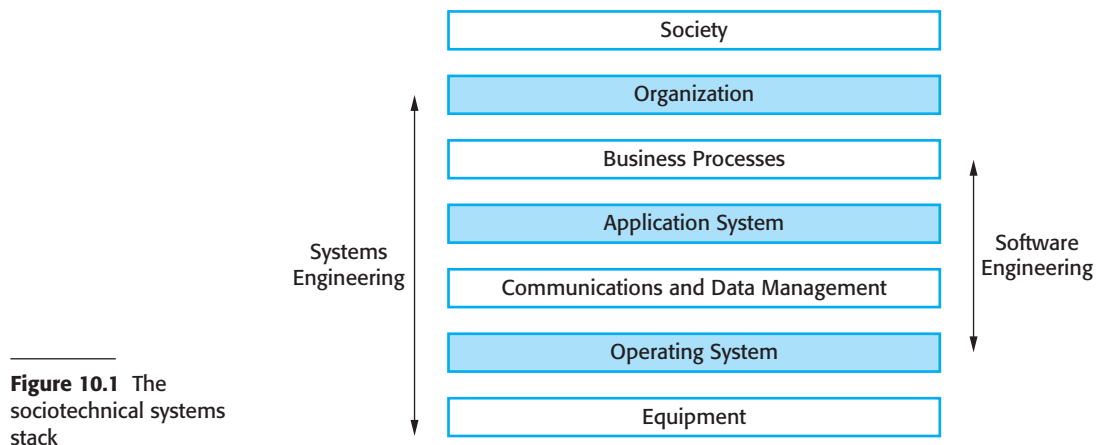 Society
Organization
Business Processes
Application System
Communications and Data Management
Operating System
Equipment
Systems
Engineering
Software
Engineering
Figure 10.1 The
sociotechnical systems
stack